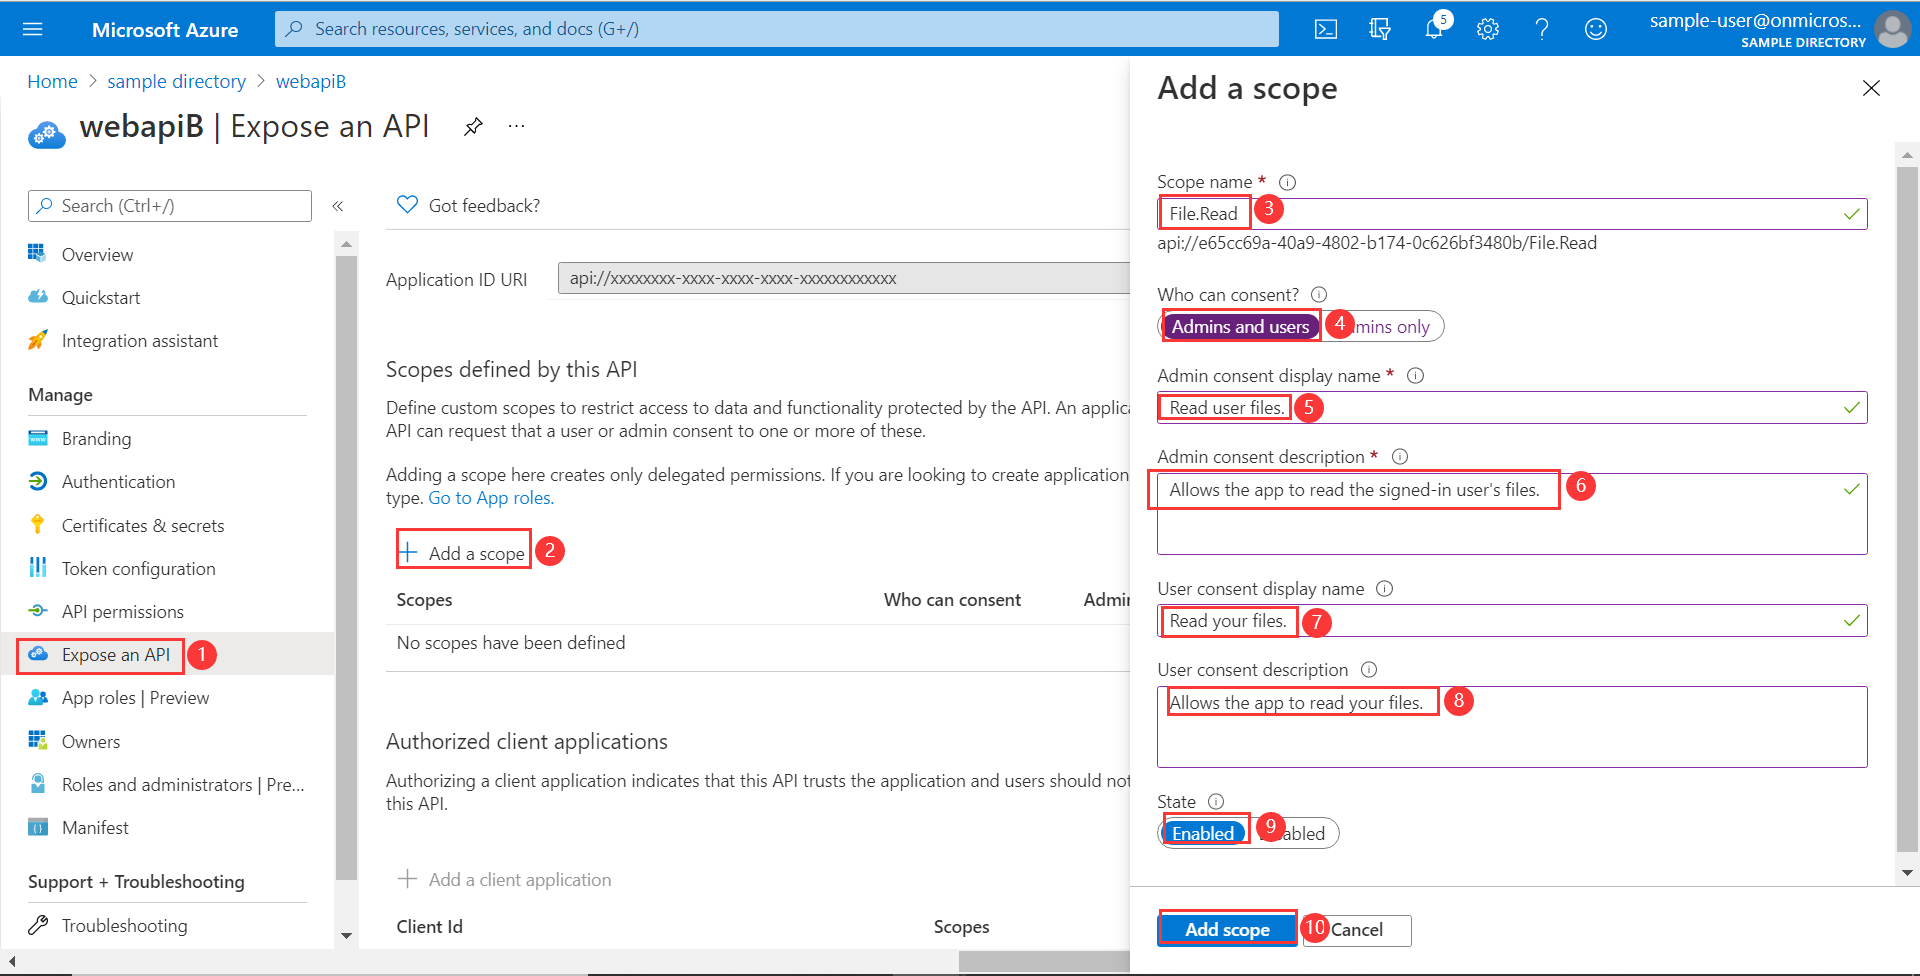 Microsoft Azure
Search resources, services, and docs (G+/)
5
sample-user@onmicros...
SAMPLE DIRECTORY
Home > sample directory > webapiB
webapiB | Expose an API
...
Search (Ctrl+/)
«
Overview
Quickstart
Integration assistant
Manage
Branding
Authentication
Certificates & secrets
Token configuration
API permissions
Expose an API
1
App roles | Preview
Owners
Roles and administrators | Pre...
Manifest
Support + Troubleshooting
Troubleshooting
Got feedback?
Application ID URI
api://xxxxxxxx-xxxx-xxxx-xxxx-xxxxxxxxxxxx
Scopes defined by this API
Define custom scopes to restrict access to data and functionality protected by the API. An applica
API can request that a user or admin consent to one or more of these.
Adding a scope here creates only delegated permissions. If you are looking to create application
type. Go to App roles.
+ Add a scope
2
Scopes Who can consent Admin
No scopes have been defined
Authorized client applications
Authorizing a client application indicates that this API trusts the application and users should not
this API.
+ Add a client application
Client Id Scopes
Add a scope
Scope name *
File.Read
3
api://e65cc69a-40a9-4802-b174-0c626bf3480b/File.Read
Who can consent?
Admins and users
4
mins only
Admin consent display name *
Read user files.
5
Admin consent description *
Allows the app to read the signed-in user's files.
6
User consent display name
Read your files.
7
User consent description
Allows the app to read your files.
8
State
Enabled
9
abled
Add scope
10
Cancel